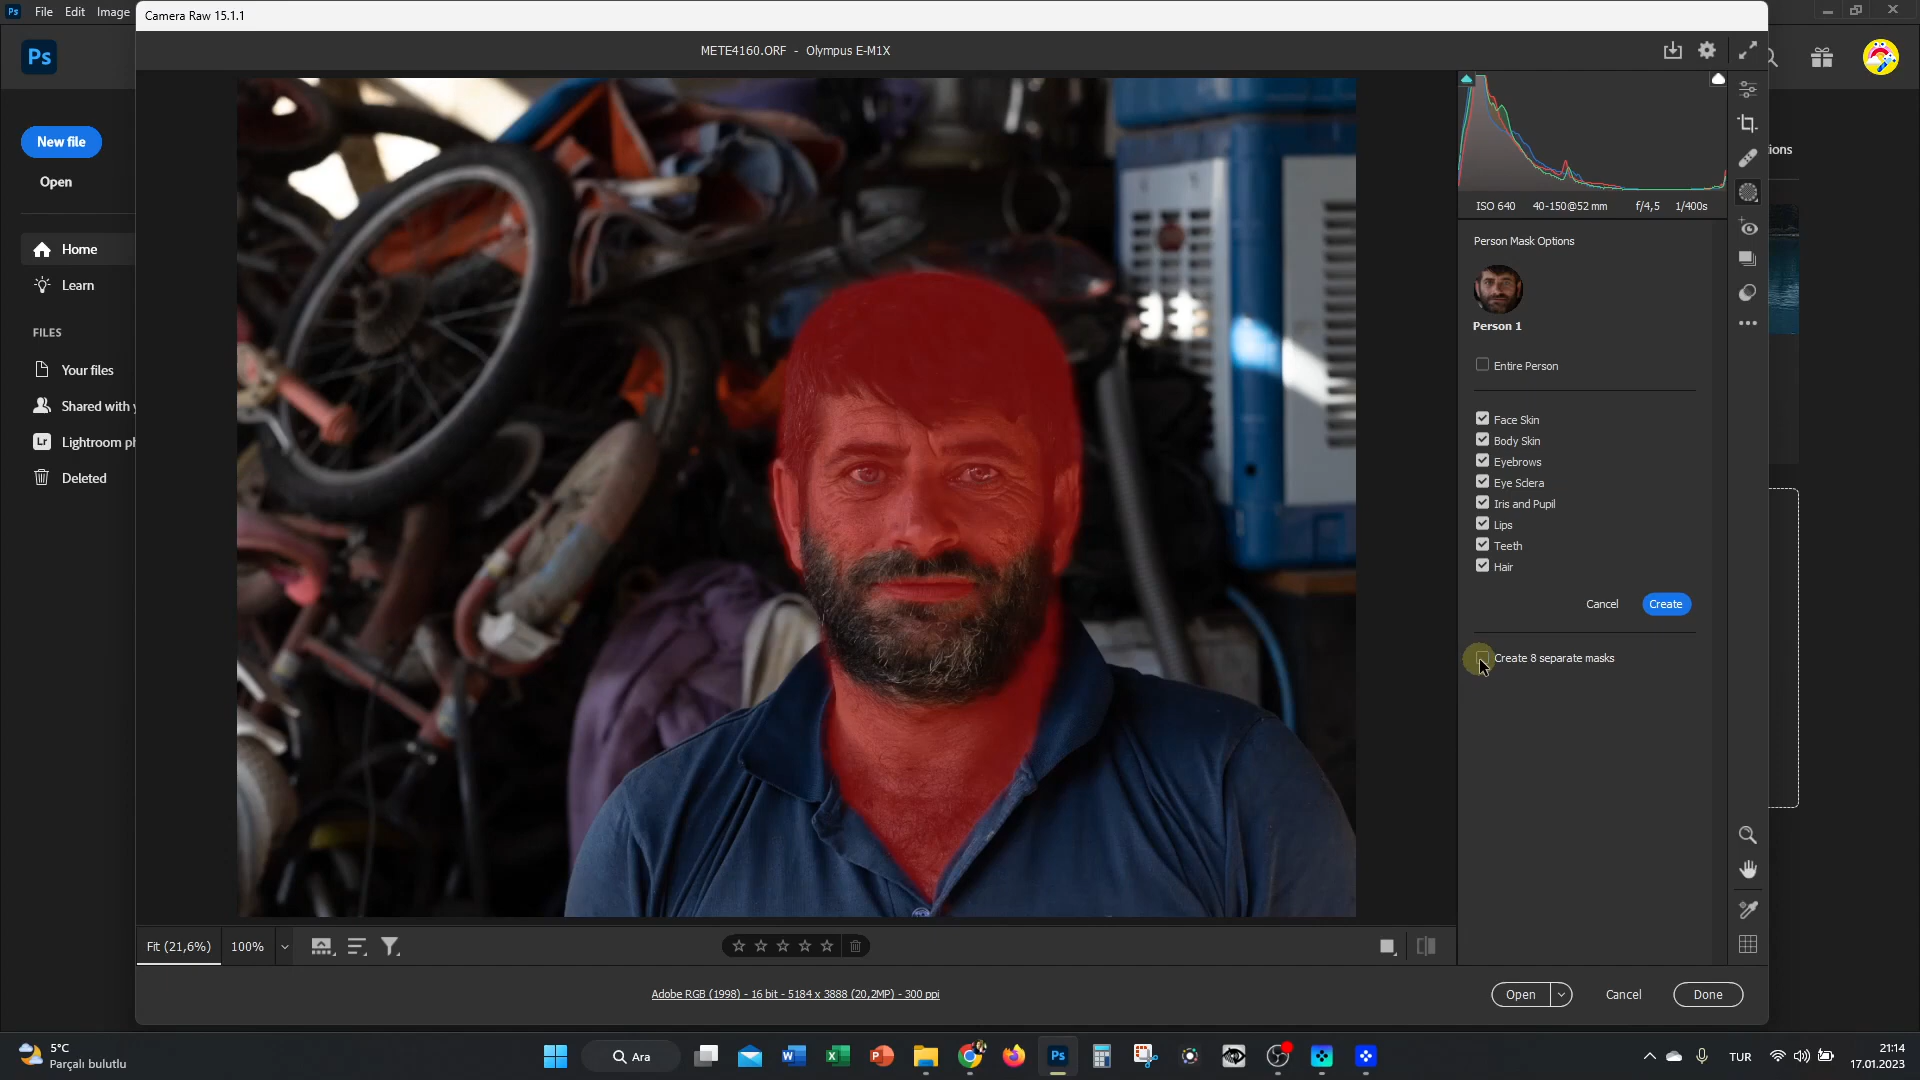 Ps File Edit Image
Camera Raw 15.1.1
METE4160.ORF - Olympus E-M1X
Ps
New file
Open
Home
Learn
FILES
Your files
Shared with y
Lr Lightroom ph
Deleted
ions
ISO 640 40-150@52 mm f/4,5 1/400s
Person Mask Options
Person 1
Entire Person
Face Skin
Body Skin
Eyebrows
Eye Sclera
Iris and Pupil
Lips
Teeth
Hair
Cancel Create
Create 8 separate masks
Fit (21,6%) 100%
Adobe RGB (1998) - 16 bit - 5184 x 3888 (20,2MP) - 300 ppi
Open Cancel Done
5°C
Parçalı bulutlu
Ara
Ps
TUR
21:14
17.01.2023